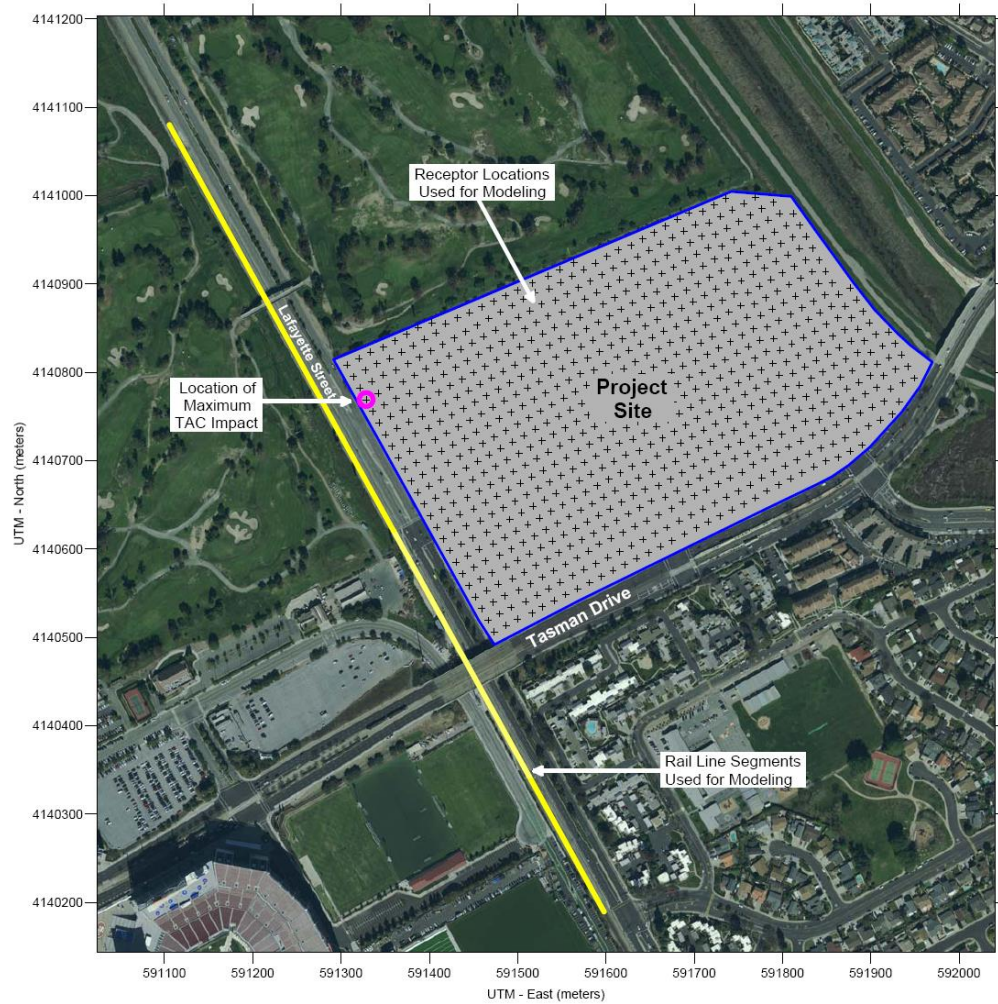 4141200
4141100
4141000
4140900
4140800
4140700
4140600
4140500
4140400
4140300
4140200
UTM - North (meters)
Receptor Locations
Used for Modeling
Lafayette Street
Location of
Maximum
TAC Impact
Project
Site
Tasman Drive
Rail Line Segments
Used for Modeling
591100
591200
591300
591400
591500
591600
591700
591800
591900
592000
UTM - East (meters)